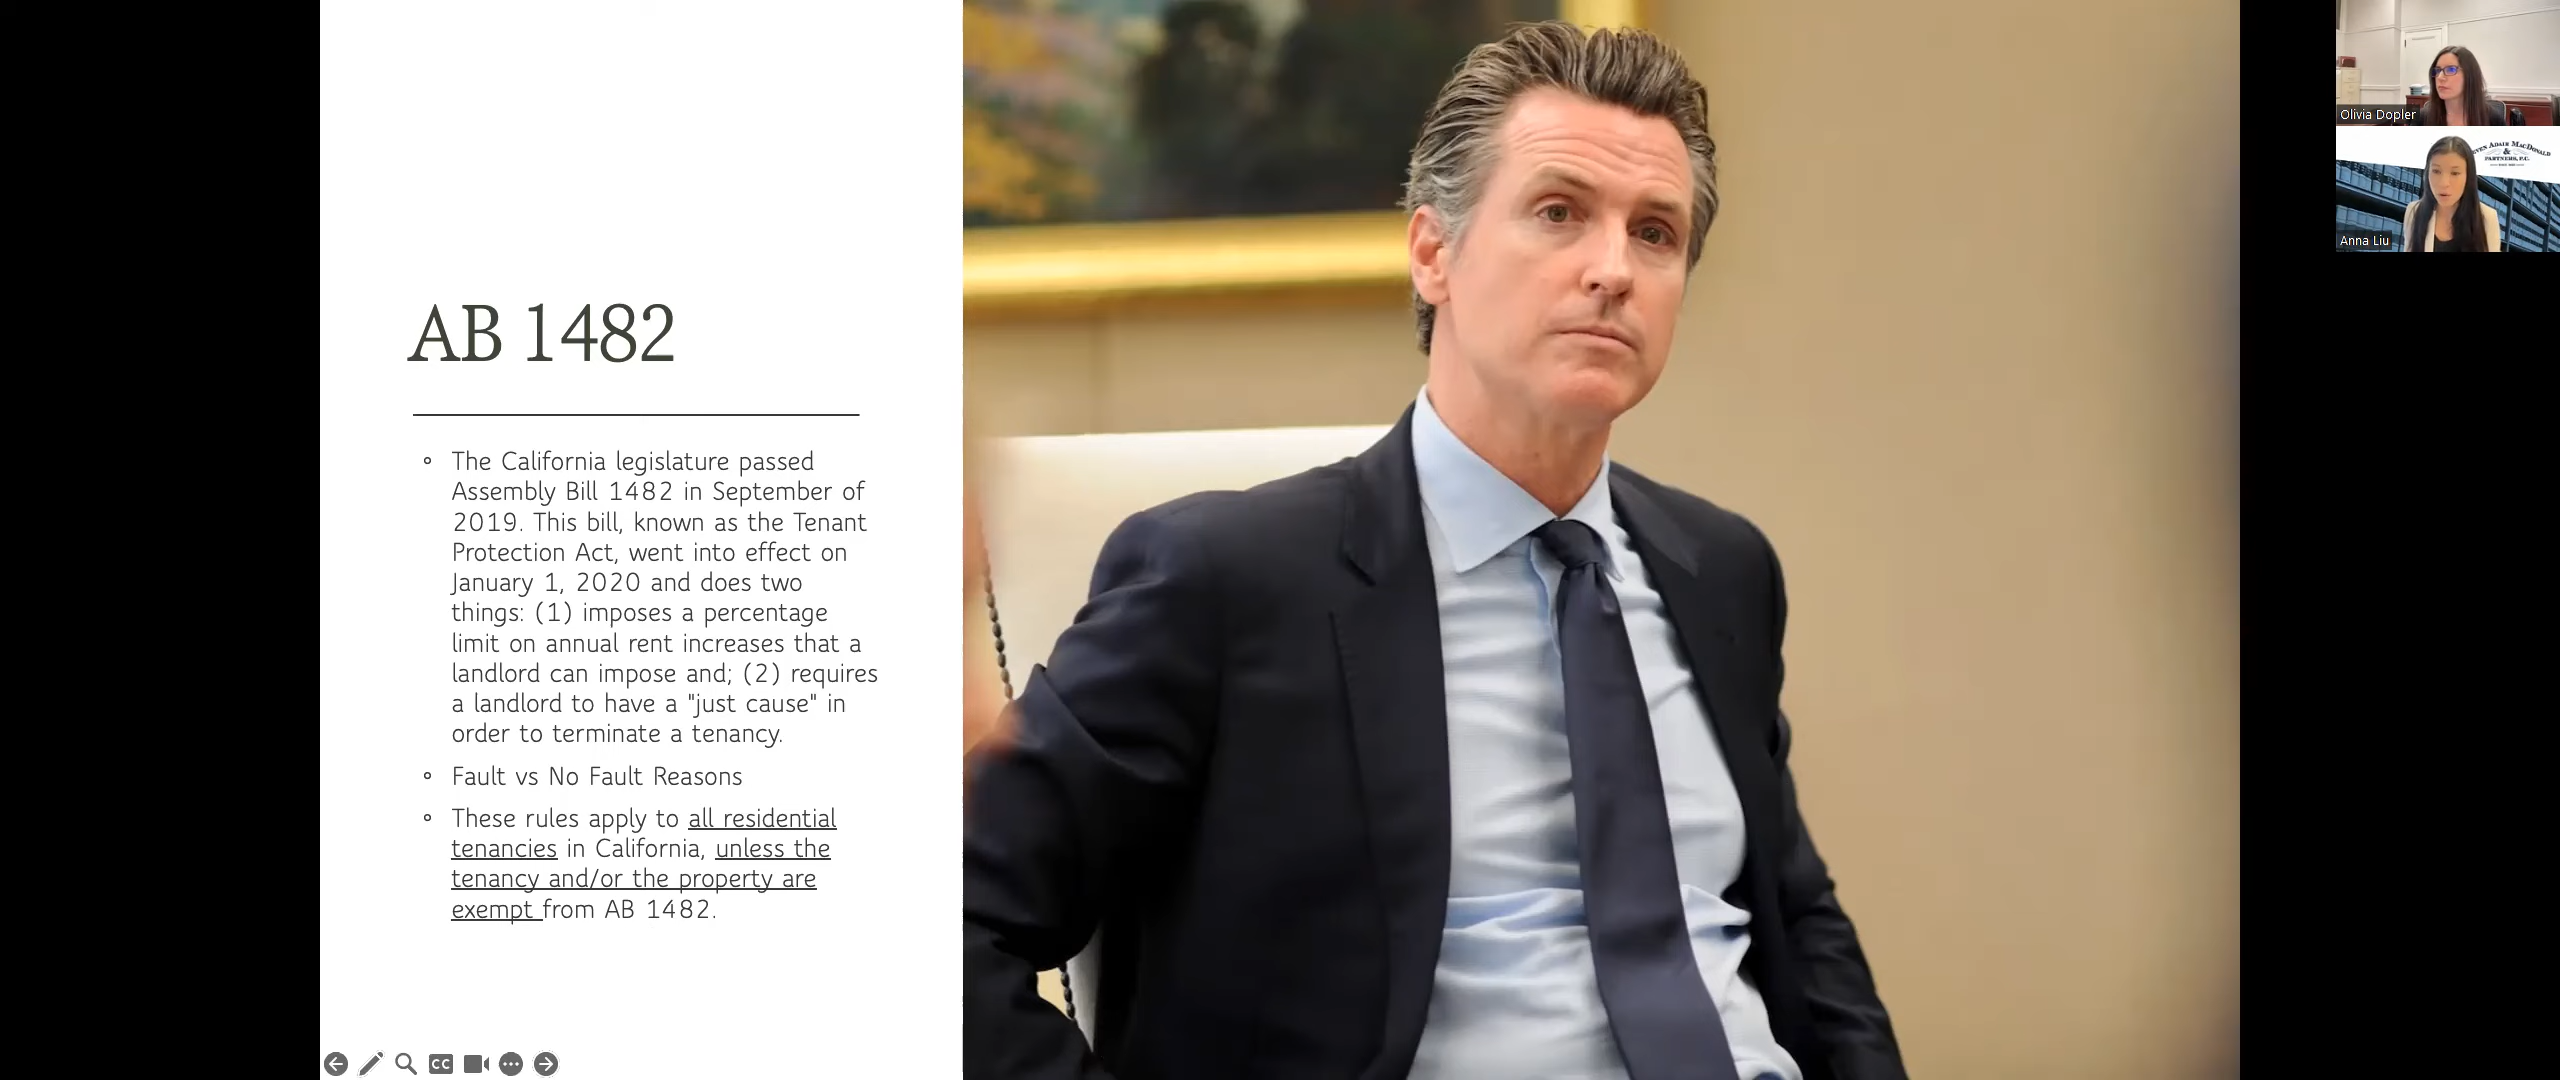 AB 1482
The California legislature passed
Assembly Bill 1482 in September of
2019. This bill, known as the Tenant
Protection Act, went into effect on
January 1, 2020 and does two
things: (1) imposes a percentage
limit on annual rent increases that a
landlord can impose and; (2) requires
a landlord to have a "just cause" in
order to terminate a tenancy.
Fault vs No Fault Reasons
These rules apply to all residential
tenancies in California, unless the
tenancy and/or the property are
exempt from AB 1482.
CC
Olivia Dopler
ADAIR MACDONALD
&
PARTNERS, P.C.
Anna Liu